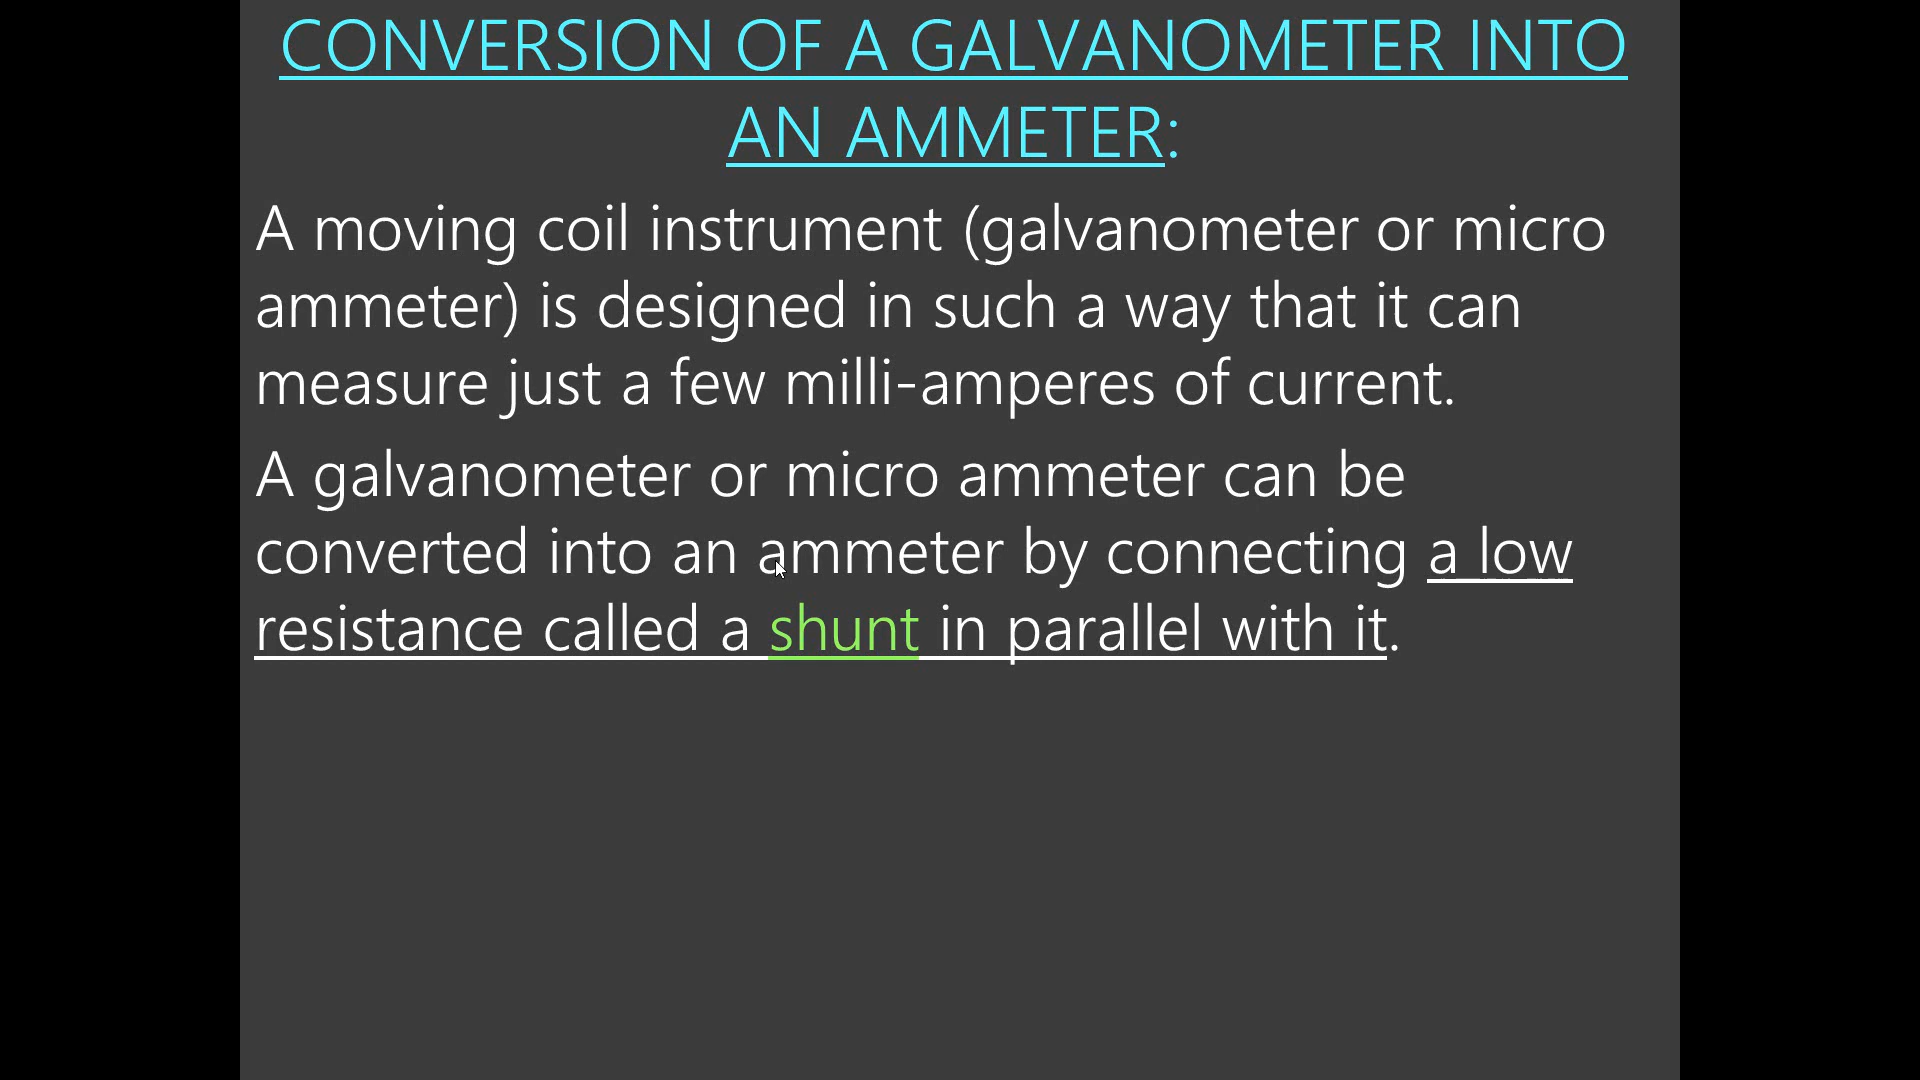 CONVERSION OF A GALVANOMETER INTO
AN AMMETER:
A moving coil instrument (galvanometer or micro
ammeter) is designed in such a way that it can
measure just a few milli-amperes of current.
A galvanometer or micro ammeter can be
converted into an ammeter by connecting a low
resistance called a shunt in parallel with it.